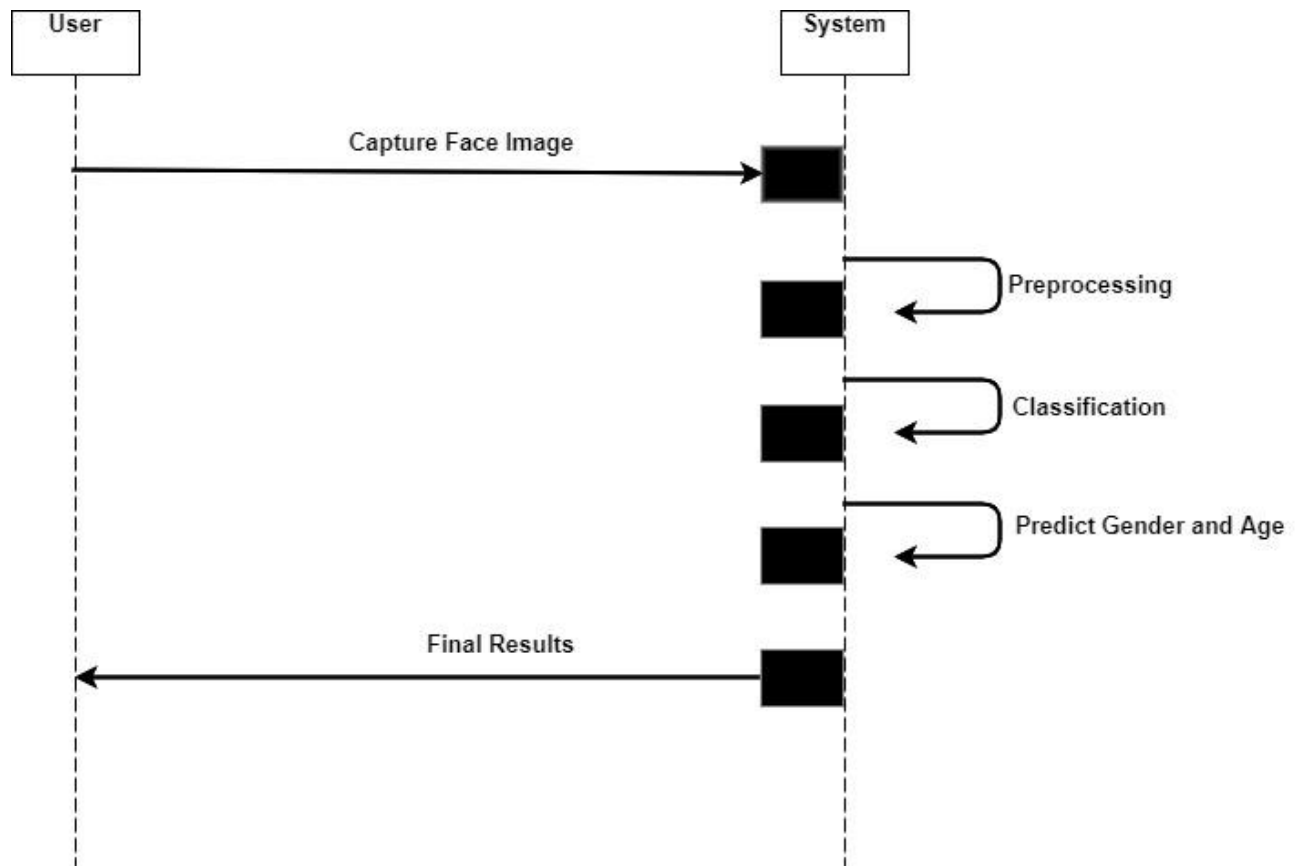 User
System
Capture Face Image
Preprocessing
Classification
Predict Gender and Age
Final Results